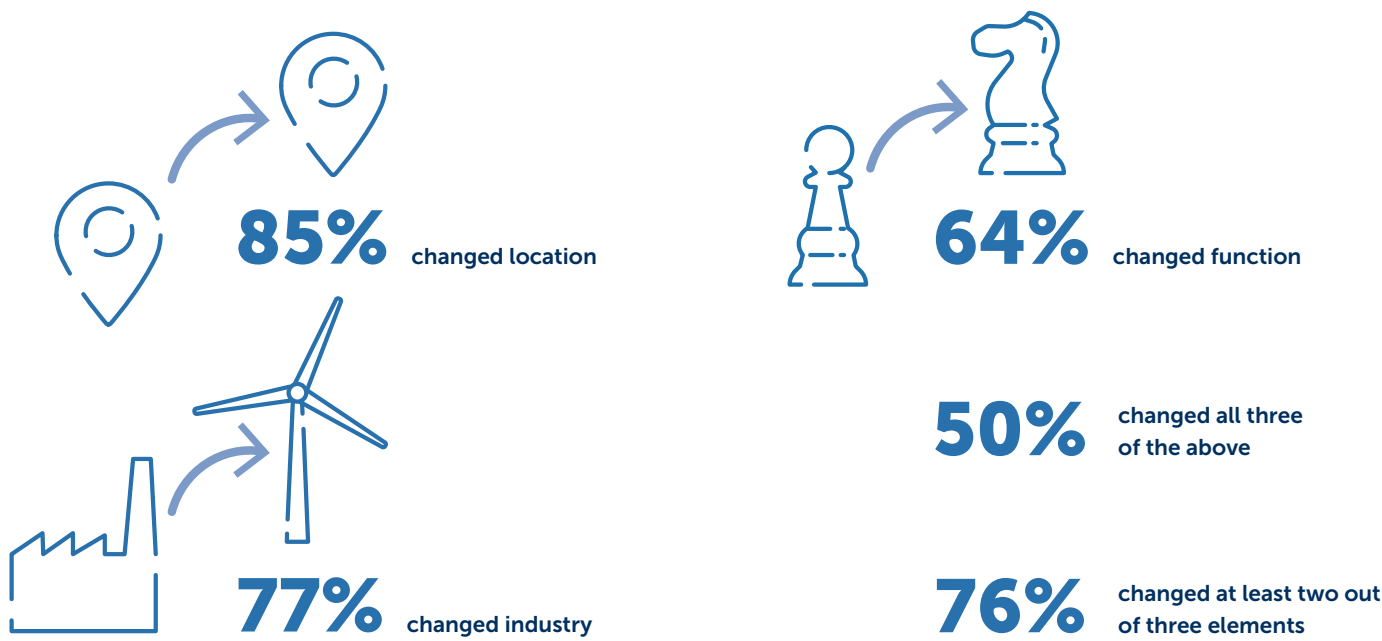 85% changed location
64% changed function
77% changed industry
50% changed all three
of the above
76% changed at least two out
of three elements